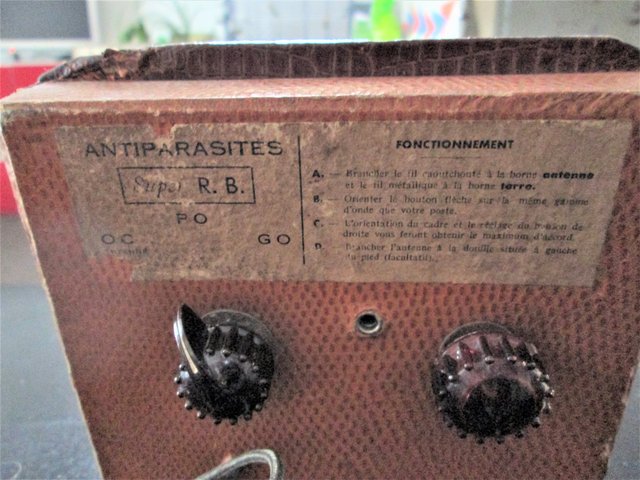 ANTIPARASITES
Super R. B.
PO
OC GO
FONCTIONNEMENT
A. — Brancher le fil caoutchouté à la borne antenne
et le fil métallique à la borne terre.
B. — Orienter le bouton flèche sur la même gamme
d'onde que votre poste.
C. — L'orientation du cadre et le réglage du bouton de
droite vous feront obtenir le maximum d'accord.
D. — Brancher l'antenne à la douille située à gauche
du pied (facultatif).